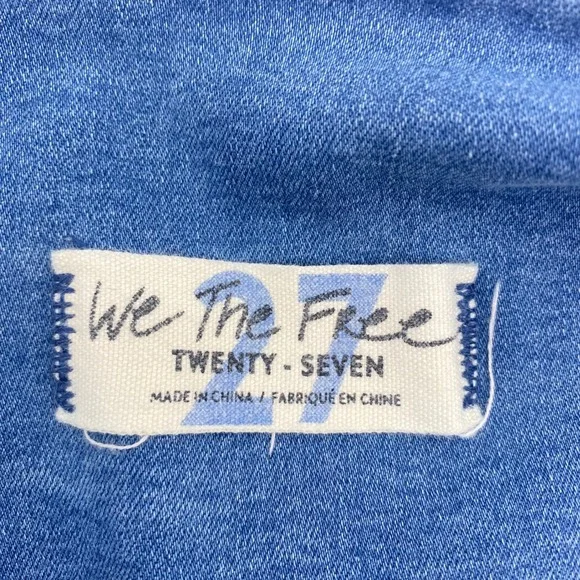 27
We The Free
TWENTY - SEVEN
MADE IN CHINA / FABRIQUÉ EN CHINE